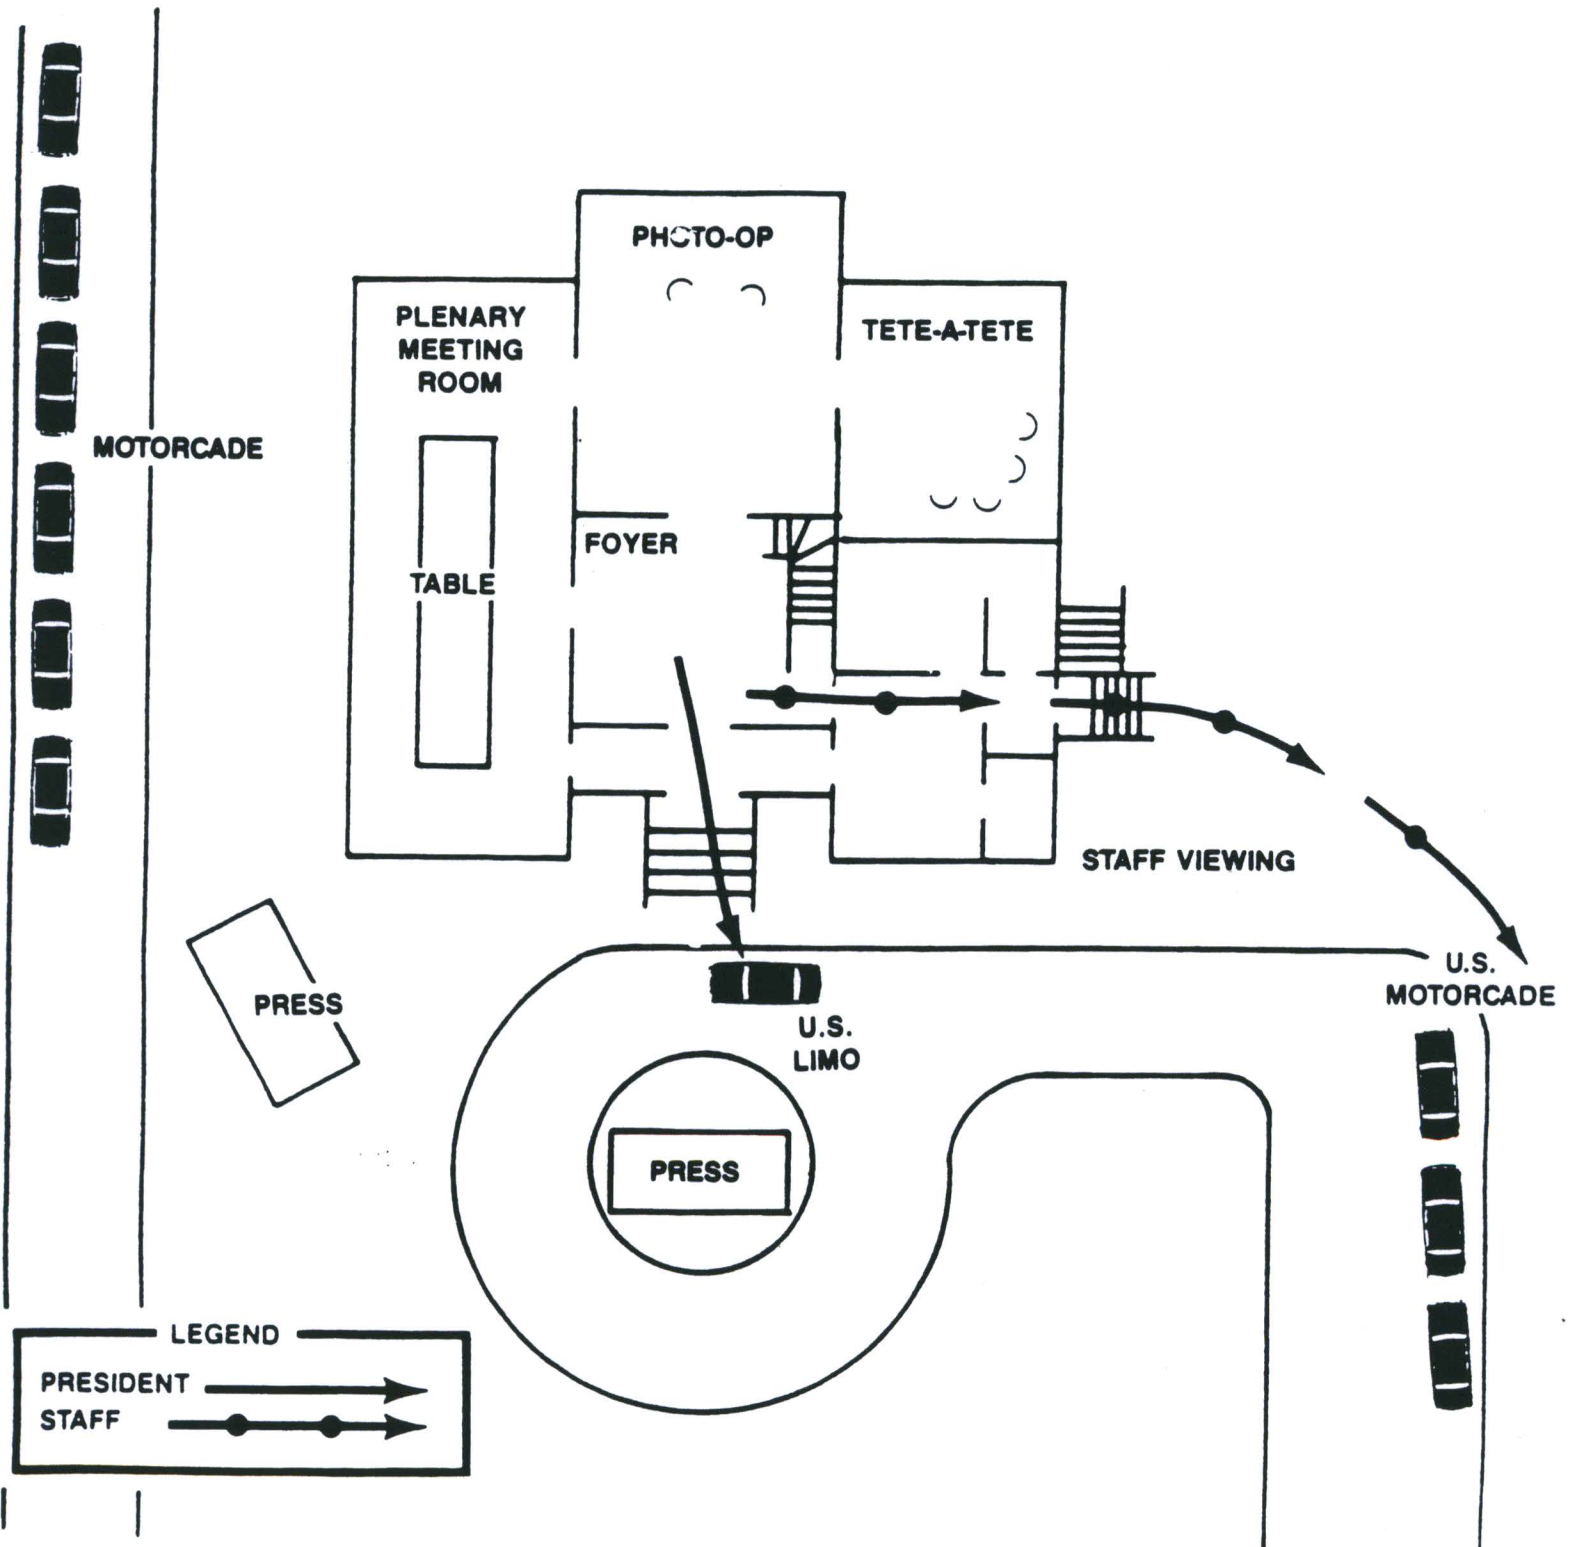 PHOTO-OP
PLENARY
MEETING
ROOM
TETE-A-TETE
MOTORCADE
FOYER
TABLE
STAFF VIEWING
U.S.
MOTORCADE
PRESS
U.S.
LIMO
PRESS
LEGEND
PRESIDENT
STAFF